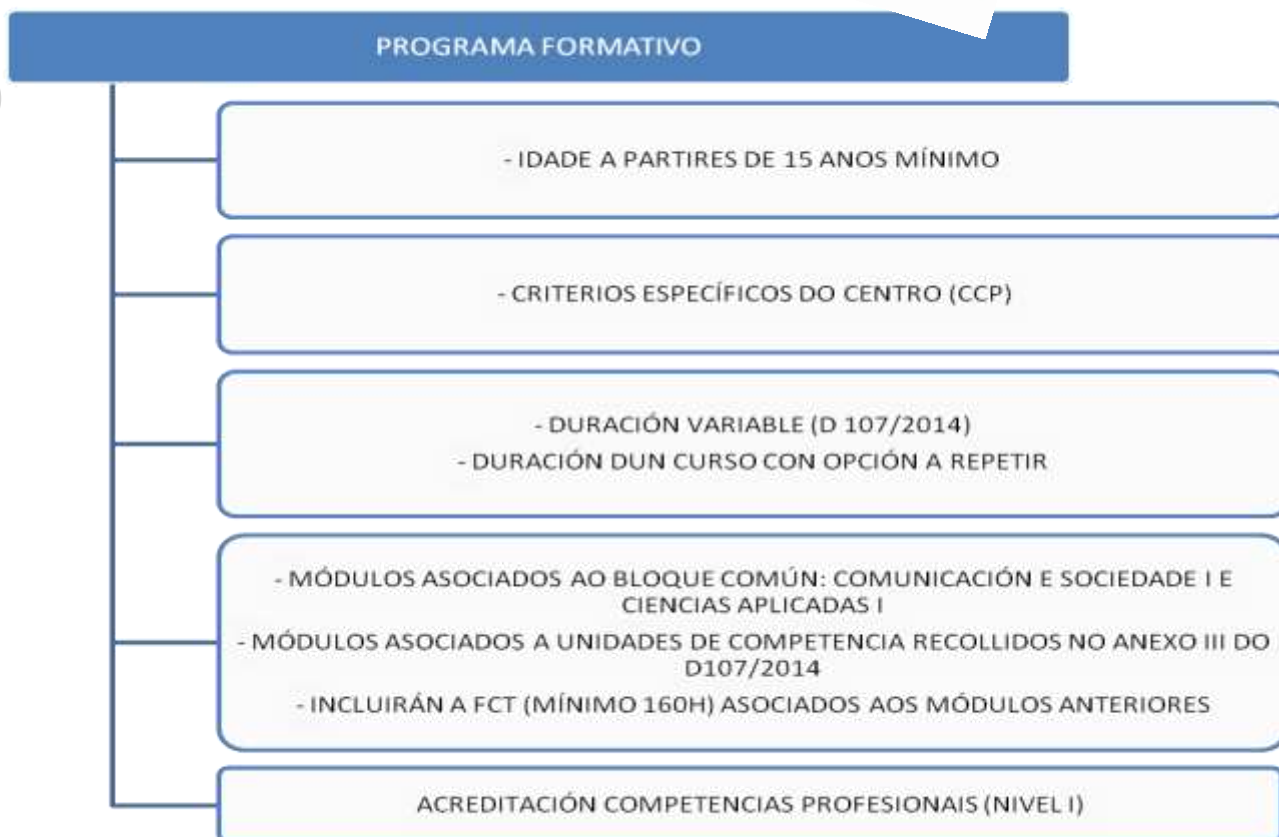 PROGRAMA FORMATIVO
- IDADE A PARTIRES DE 15 ANOS MÍNIMO
- CRITERIOS ESPECÍFICOS DO CENTRO (CCP)
- DURACIÓN VARIABLE (D 107/2014)
- DURACIÓN DUN CURSO CON OPCIÓN A REPETIR
- MÓDULOS ASOCIADOS AO BLOQUE COMÚN: COMUNICACIÓN E SOCIEDADE I E
CIENCIAS APLICADAS I
- MÓDULOS ASOCIADOS A UNIDADES DE COMPETENCIA RECOLLIDOS NO ANEXO III DO
D107/2014
- INCLUIRÁN A FCT (MÍNIMO 160H) ASOCIADOS AOS MÓDULOS ANTERIORES
ACREDITACIÓN COMPETENCIAS PROFESIONAIS (NIVEL I)